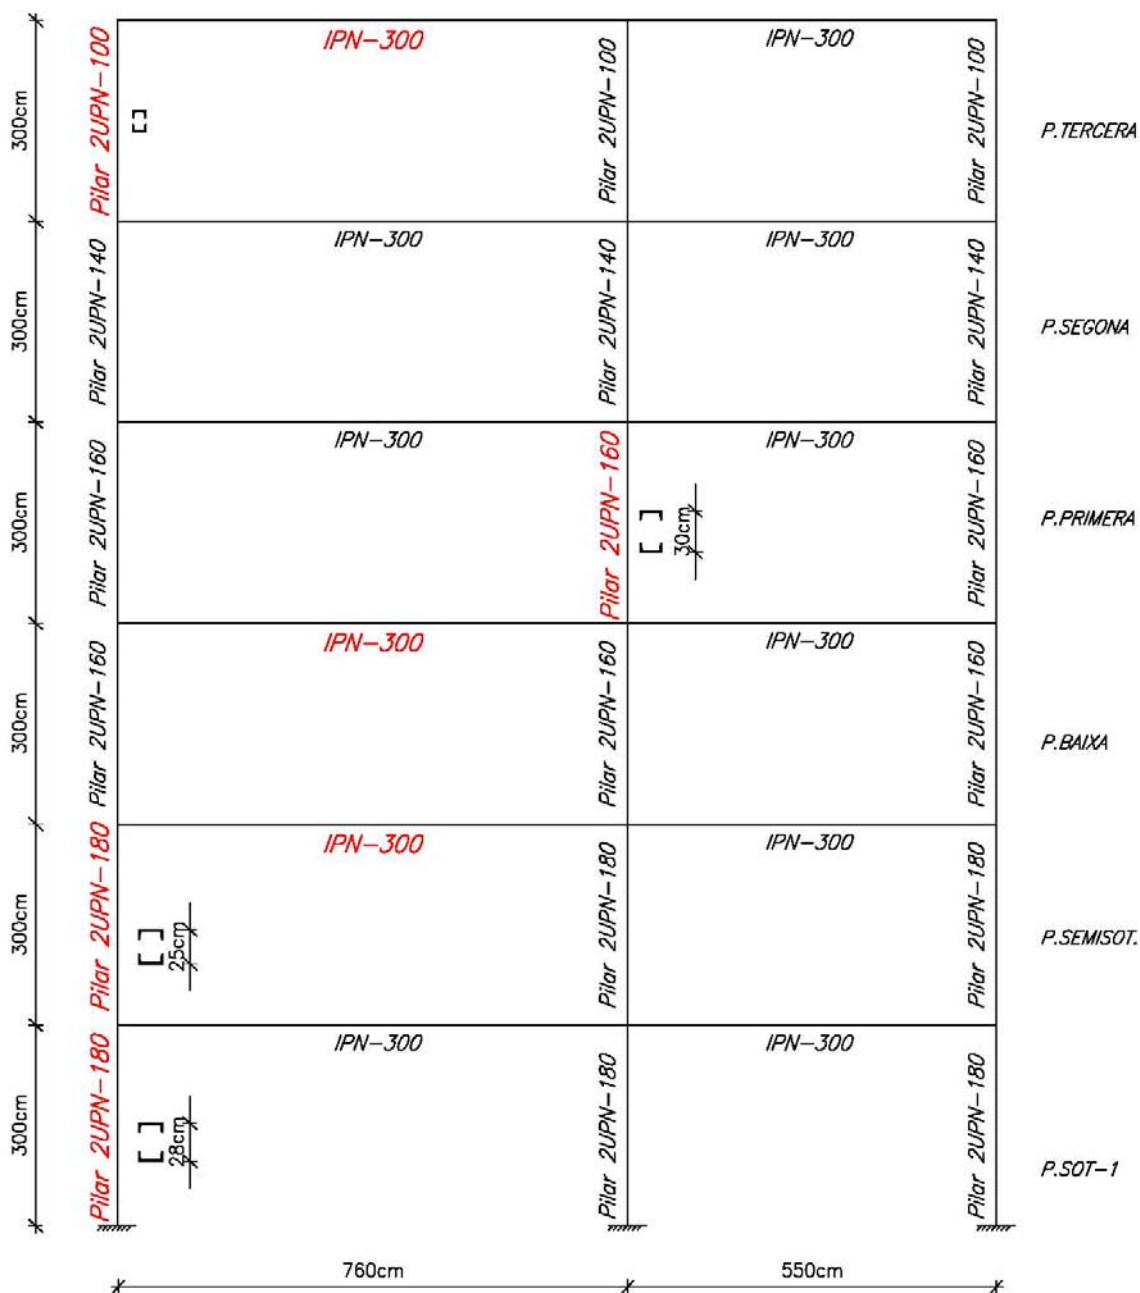 IPN-300
IPN-300
300cm
Pilar 2UPN-100
Pilar 2UPN-100
Pilar 2UPN-100
P.TERCERA
IPN-300
IPN-300
300cm
Pilar 2UPN-140
Pilar 2UPN-140
Pilar 2UPN-140
P.SEGONA
IPN-300
IPN-300
300cm
Pilar 2UPN-160
Pilar 2UPN-160
30cm
Pilar 2UPN-160
P.PRIMERA
IPN-300
IPN-300
300cm
Pilar 2UPN-160
Pilar 2UPN-160
Pilar 2UPN-160
P.BAIXA
IPN-300
IPN-300
300cm
Pilar 2UPN-180
25cm
Pilar 2UPN-180
Pilar 2UPN-180
P.SEMISOT.
IPN-300
IPN-300
300cm
Pilar 2UPN-180
28cm
Pilar 2UPN-180
Pilar 2UPN-180
P.SOT-1
760cm
550cm